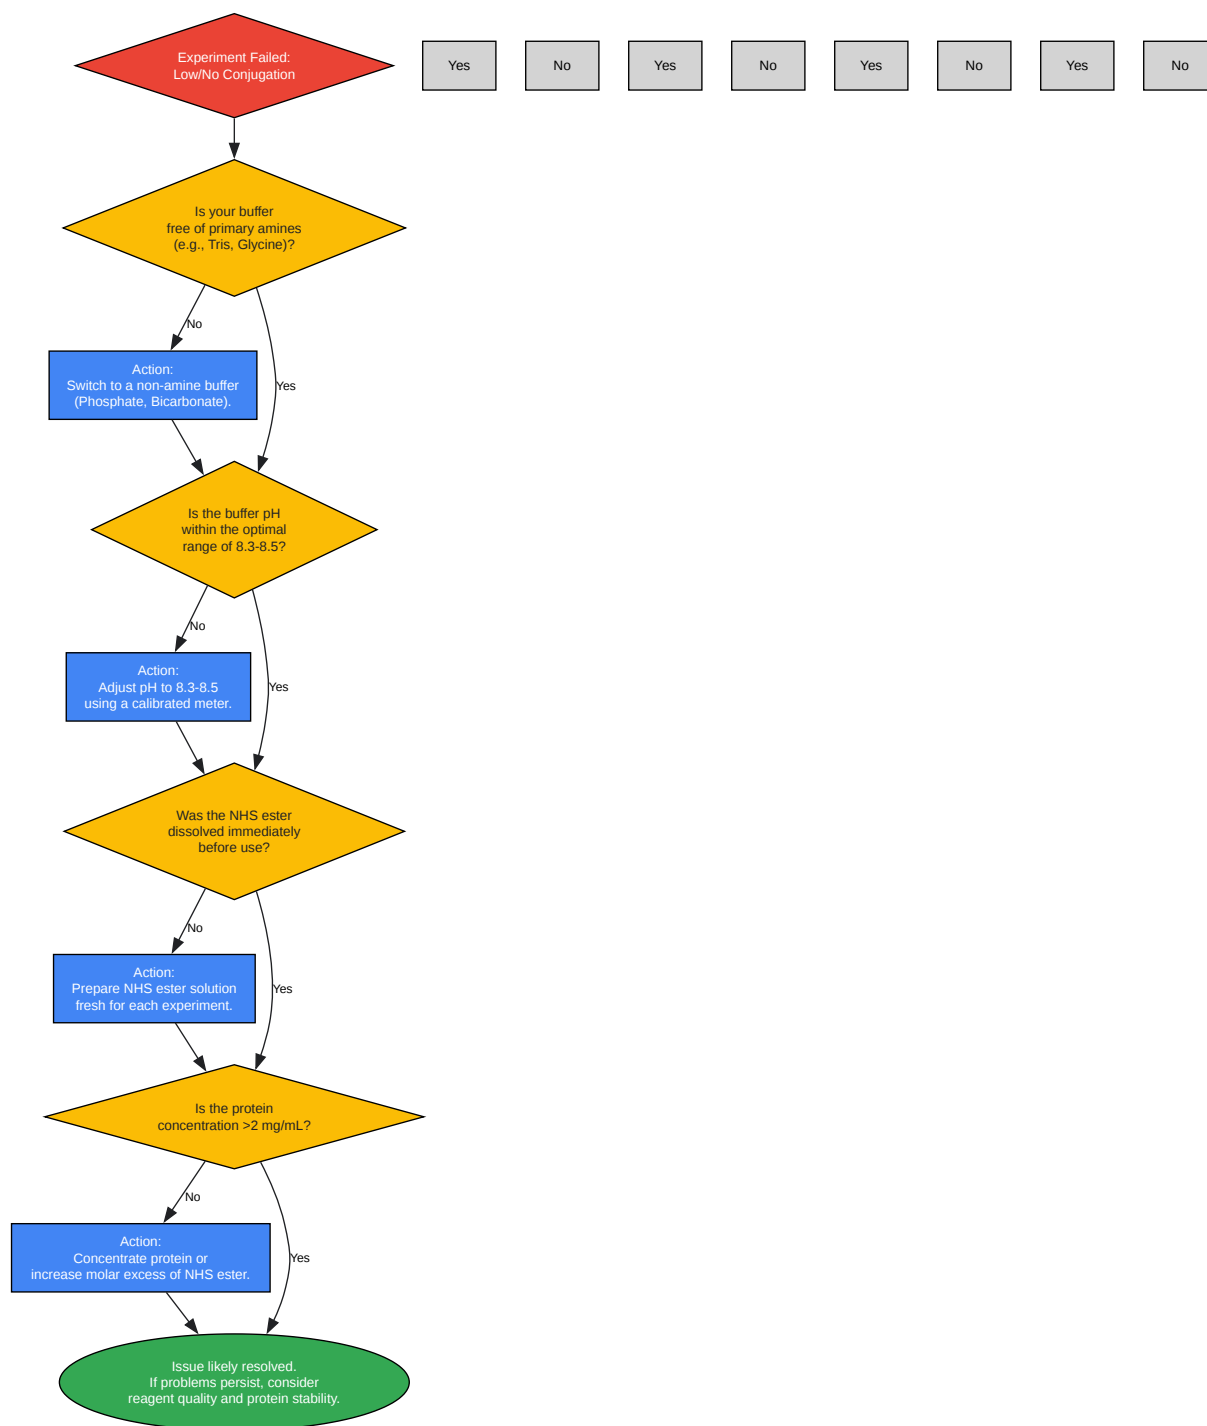 Experiment Failed:
Low/No Conjugation
Yes
No
Yes
No
Yes
No
Yes
No
Is your buffer
free of primary amines
(e.g., Tris, Glycine)?
No
Yes
Action:
Switch to a non-amine buffer
(Phosphate, Bicarbonate).
Is the buffer pH
within the optimal
range of 8.3-8.5?
No
Yes
Action:
Adjust pH to 8.3-8.5
using a calibrated meter.
Was the NHS ester
dissolved immediately
before use?
No
Yes
Action:
Prepare NHS ester solution
fresh for each experiment.
Is the protein
concentration >2 mg/mL?
No
Yes
Action:
Concentrate protein or
increase molar excess of NHS ester.
Issue likely resolved.
If problems persist, consider
reagent quality and protein stability.